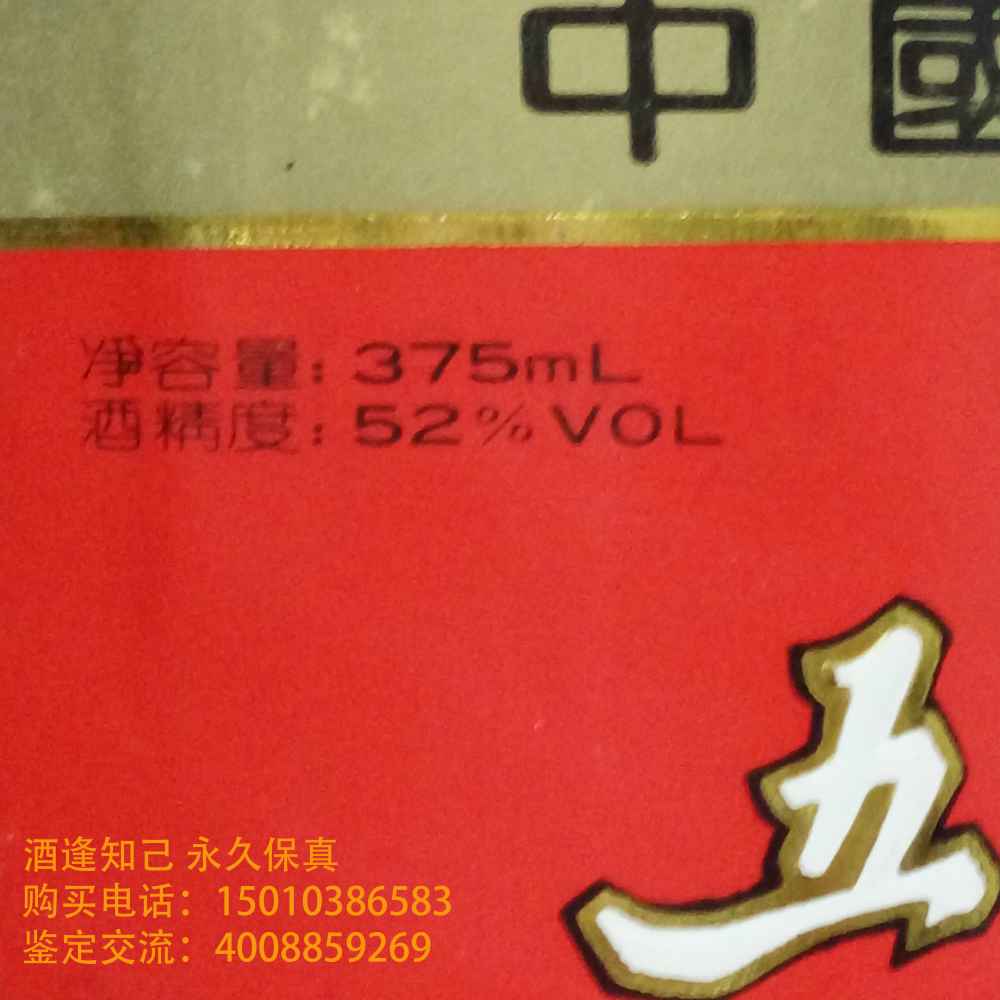 中國
净容量: 375mL
酒精度: 52% VOL
五
酒逢知己 永久保真
购买电话：15010386583
鉴定交流：4008859269